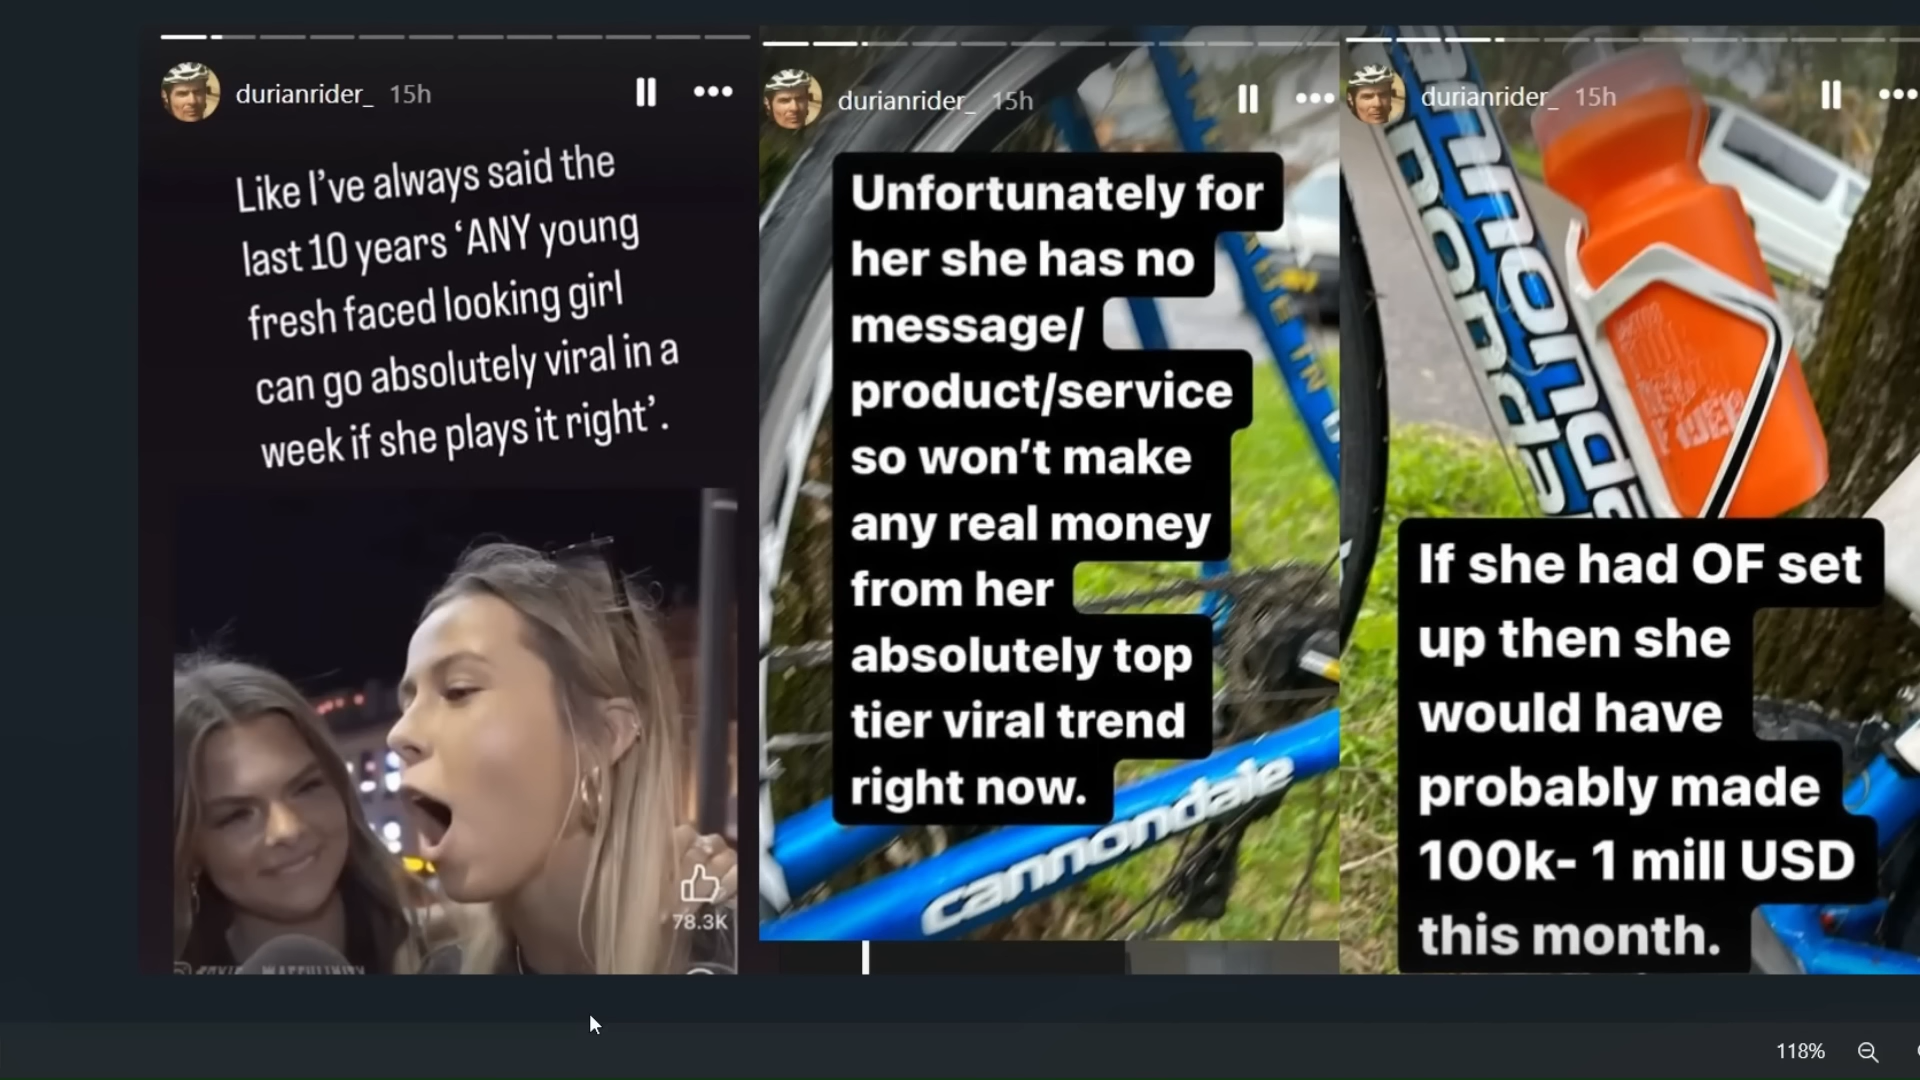 durianrider_ 15h
Like I've always said the
last 10 years ‘ANY young
fresh faced looking girl
can go absolutely viral in a
week if she plays it right’.
78.3K
durianrider_ 15h
Unfortunately for
her she has no
message/
product/service
so won't make
any real money
from her
absolutely top
tier viral trend
right now.
cannondale
durianrider_ 15h
If she had OF set
up then she
would have
probably made
100k- 1 mill USD
this month.
118%